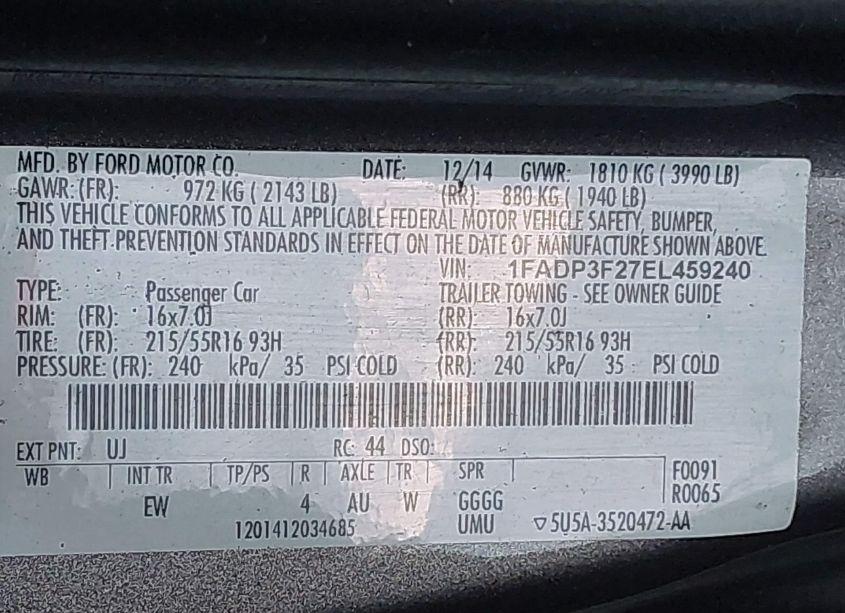 MFD. BY FORD MOTOR CO. DATE: 12/14 GVWR: 1810 KG ( 3990 LB)
GAWR: (FR): 972 KG ( 2143 LB) (RR): 880 KG ( 1940 LB)
THIS VEHICLE CONFORMS TO ALL APPLICABLE FEDERAL MOTOR VEHICLE SAFETY, BUMPER,
AND THEFT PREVENTION STANDARDS IN EFFECT ON THE DATE OF MANUFACTURE SHOWN ABOVE.
VIN: 1FADP3F27EL459240
TYPE: Passenger Car TRAILER TOWING - SEE OWNER GUIDE
RIM: (FR): 16x7.0J (RR): 16x7.0J
TIRE: (FR): 215/55R16 93H (RR): 215/55R16 93H
PRESSURE: (FR): 240 kPa/ 35 PSI COLD (RR): 240 kPa/ 35 PSI COLD
EXT PNT: UJ RC: 44 DSO:
WB INT TR TP/PS R AXLE TR SPR F0091
R0065
EW 4 AU W GGGG
1201412034685 UMU ▽5U5A-3520472-AA